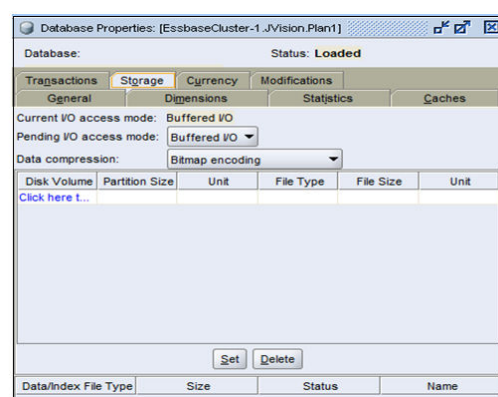 Database Properties: [EssbaseCluster-1.JVision.Plan1]
Database: Status: Loaded
Transactions Storage Currency Modifications
General Dimensions Statistics Caches
Current I/O access mode: Buffered I/O
Pending I/O access mode: Buffered I/O
Data compression: Bitmap encoding
Disk Volume Partition Size Unit File Type File Size Unit
Click here t...
Set Delete
Data/Index File Type Size Status Name